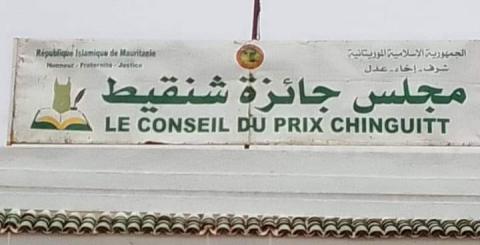 République Islamique de Mauritanie
Honneur - Fraternité - Justice
الجمهورية الاسلامية الموريتانية
شرف - إخاء - عدل
مجلس جائزة شنقيط
LE CONSEIL DU PRIX CHINGUITT